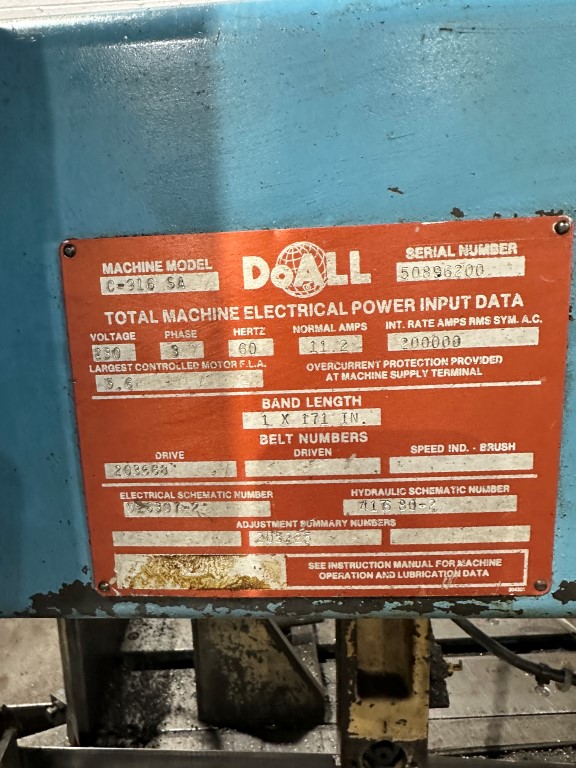 MACHINE MODEL
C-916 SA
DoALL
SERIAL NUMBER
50896200
TOTAL MACHINE ELECTRICAL POWER INPUT DATA
VOLTAGE PHASE HERTZ NORMAL AMPS INT. RATE AMPS RMS SYM. A.C.
230 3 60 11.2 200000
LARGEST CONTROLLED MOTOR F.L.A.
OVERCURRENT PROTECTION PROVIDED
AT MACHINE SUPPLY TERMINAL
BAND LENGTH
1 X 171 IN.
BELT NUMBERS
DRIVE DRIVEN SPEED IND. - BRUSH
ELECTRICAL SCHEMATIC NUMBER HYDRAULIC SCHEMATIC NUMBER
ADJUSTMENT SUMMARY NUMBERS
SEE INSTRUCTION MANUAL FOR MACHINE
OPERATION AND LUBRICATION DATA